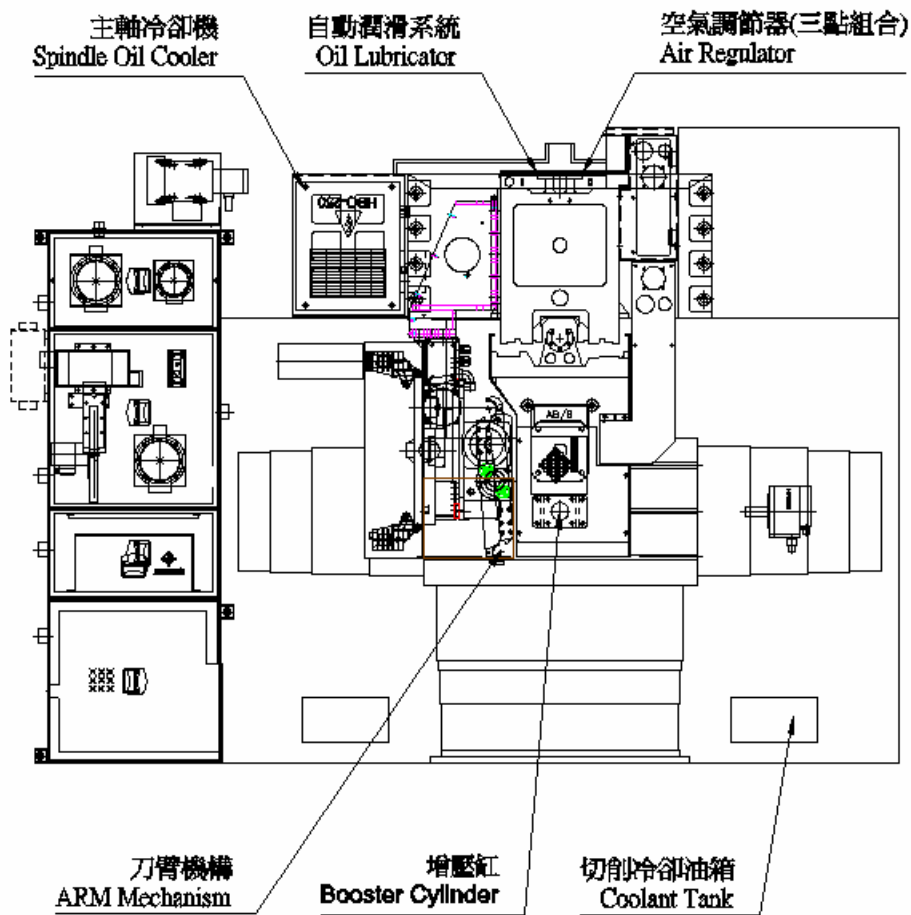 主軸冷卻機
Spindle Oil Cooler
自動潤滑系統
Oil Lubricator
空氣調節器(三點組合)
Air Regulator
HBO-250
AB/B
刀臂機構
ARM Mechanism
增壓缸
Booster Cylinder
切削冷卻油箱
Coolant Tank